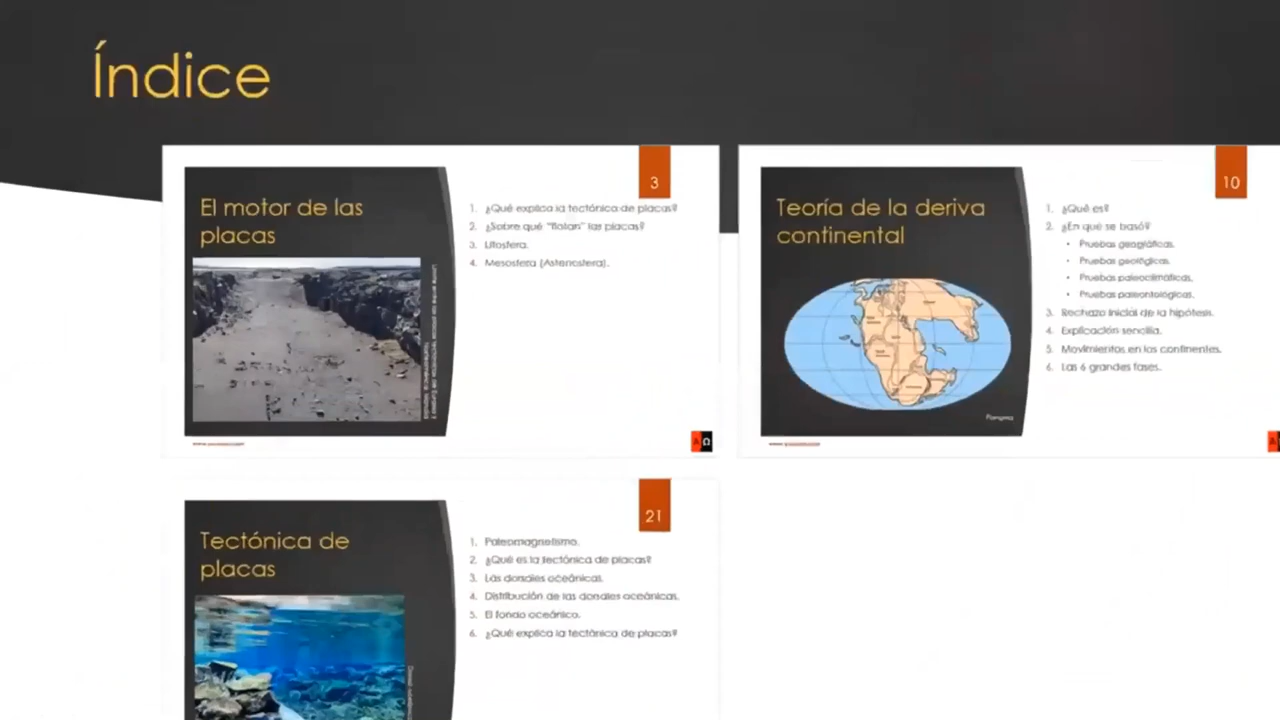 Índice
3
El motor de las
placas
1. ¿Qué explica la tectónica de placas?
2. ¿Sobre qué "flotan" las placas?
3. Litosfera.
4. Mesosfera (Astenosfera).
A Ω
10
Teoría de la deriva
continental
1. ¿Qué es?
2. ¿En qué se basó?
• Pruebas geográficas.
• Pruebas geológicas.
• Pruebas paleoclimáticas.
• Pruebas paleontológicas.
3. Rechazo inicial de la hipótesis.
4. Explicación sencilla.
5. Movimientos en los continentes.
6. Las 6 grandes fases.
21
Tectónica de
placas
1. Paleomagnetismo.
2. ¿Qué es la tectónica de placas?
3. Las dorsales oceánicas.
4. Distribución de las dorsales oceánicas.
5. El fondo oceánico.
6. ¿Qué explica la tectónica de placas?